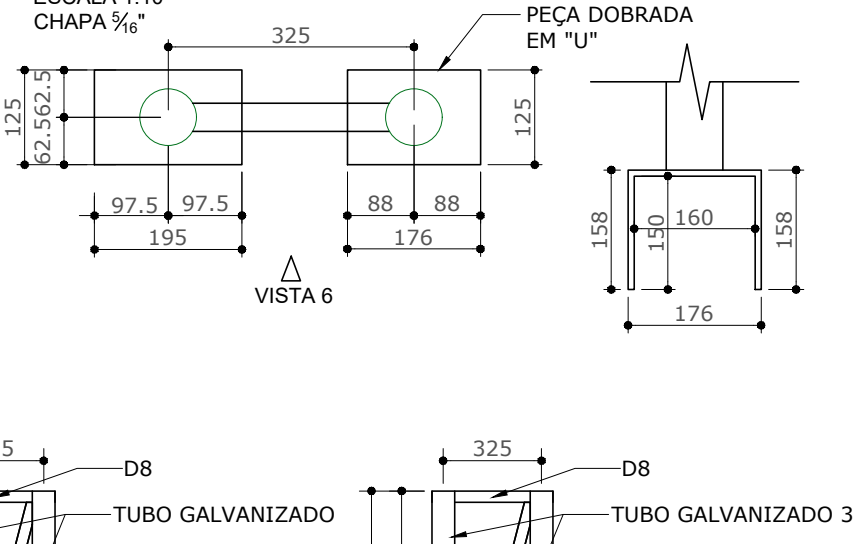 CHAPA 5/16"
325
PEÇA DOBRADA
EM "U"
125
62.5
62.5
125
97.5
97.5
88
88
195
176
VISTA 6
158
150
160
158
176
325
D8
D8
TUBO GALVANIZADO
TUBO GALVANIZADO 3